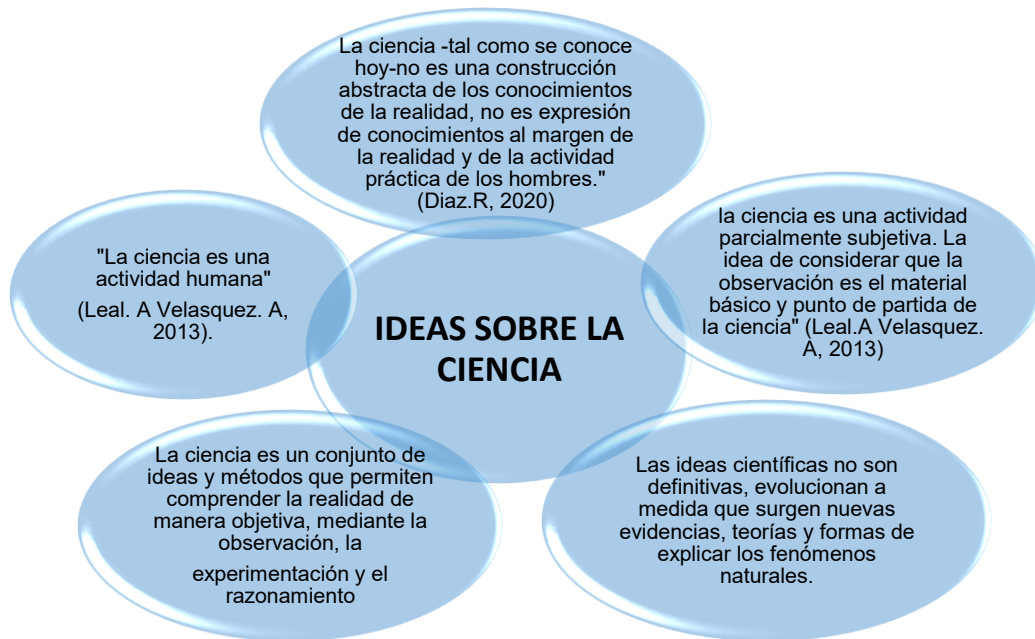 La ciencia -tal como se conoce
hoy-no es una construcción
abstracta de los conocimientos
de la realidad, no es expresión
de conocimientos al margen de
la realidad y de la actividad
práctica de los hombres."
(Diaz.R, 2020)
"La ciencia es una
actividad humana"
(Leal. A Velasquez. A,
2013).
la ciencia es una actividad
parcialmente subjetiva. La
idea de considerar que la
observación es el material
básico y punto de partida de
la ciencia" (Leal.A Velasquez.
A, 2013)
IDEAS SOBRE LA
CIENCIA
La ciencia es un conjunto de
ideas y métodos que permiten
comprender la realidad de
manera objetiva, mediante la
observación, la
experimentación y el
razonamiento
Las ideas científicas no son
definitivas, evolucionan a
medida que surgen nuevas
evidencias, teorías y formas de
explicar los fenómenos
naturales.